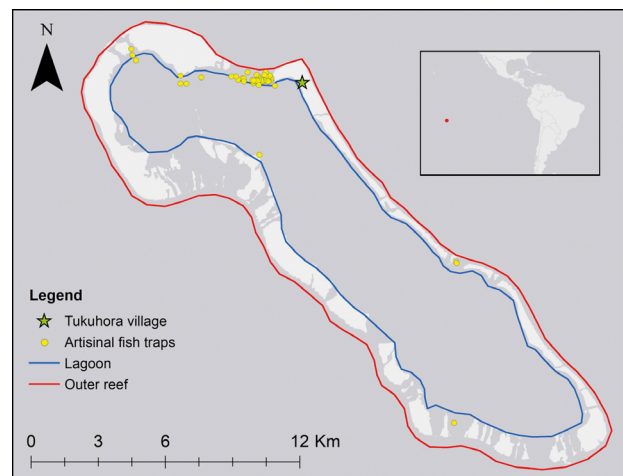 N
Legend
Tukuhora village
Artisinal fish traps
Lagoon
Outer reef
0 3 6 12 Km